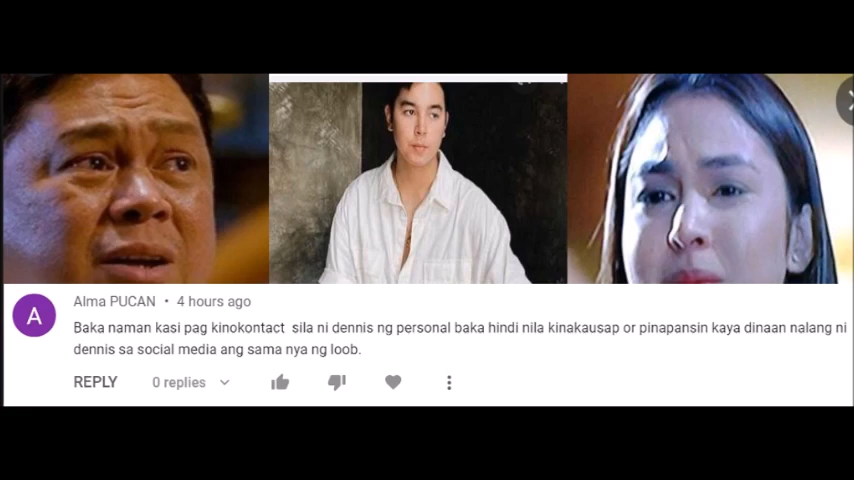 A
Alma PUCAN • 4 hours ago
Baka naman kasi pag kinokontact sila ni dennis ng personal baka hindi nila kinakausap or pinapansin kaya dinaan nalang ni
dennis sa social media ang sama nya ng loob.
REPLY 0 replies